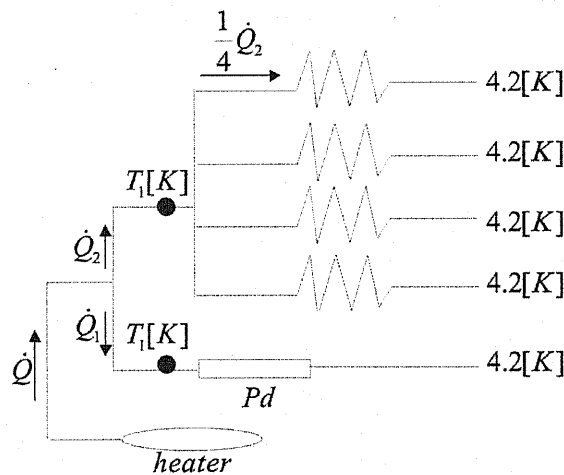 1/4 Q̇₂
4.2[K]
4.2[K]
T₁[K]
4.2[K]
Q̇₂
4.2[K]
Q̇₁
T₁[K]
4.2[K]
Q̇
Pd
heater